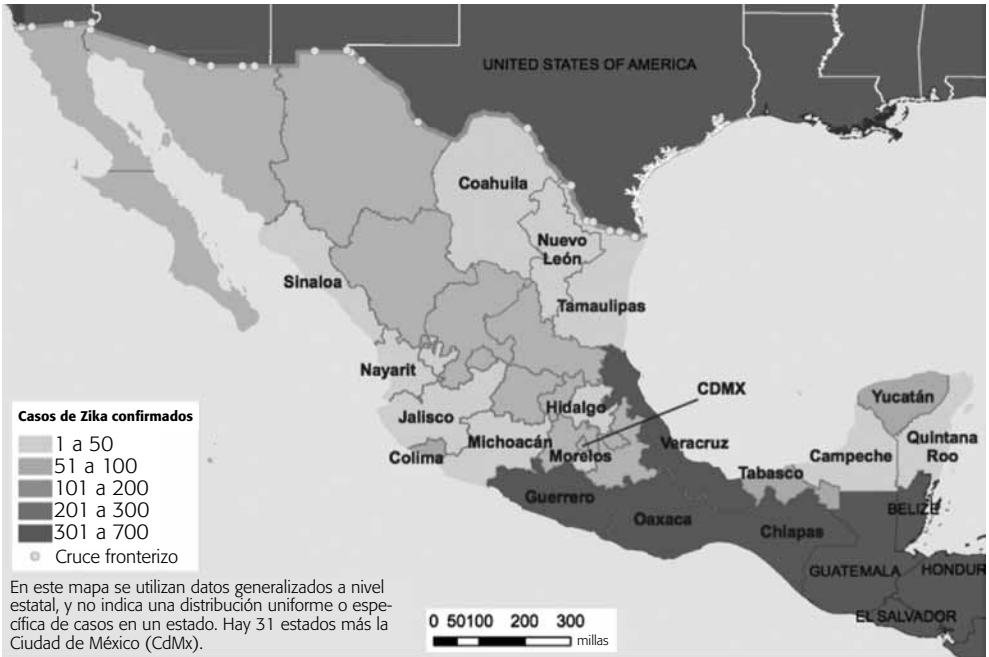 UNITED STATES OF AMERICA
Coahuila
Nuevo
León
Sinaloa
Tamaulipas
Nayarit
CDMX
Yucatán
Hidalgo
Jalisco
Quintana
Roo
Michoacán
Veracruz
Campeche
Colima
Morelos
Tabasco
Guerrero
BELIZE
Oaxaca
Chiapas
GUATEMALA
HONDUR
EL SALVADOR
Casos de Zika confirmados
1 a 50
51 a 100
101 a 200
201 a 300
301 a 700
Cruce fronterizo
En este mapa se utilizan datos generalizados a nivel
estatal, y no indica una distribución uniforme o espe-
cífica de casos en un estado. Hay 31 estados más la
Ciudad de México (CdMx).
0 50100 200 300
millas